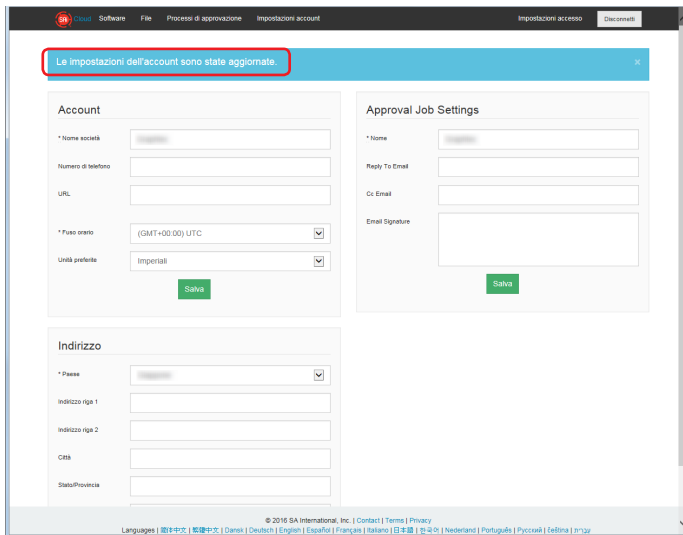 SAi Cloud Software File Processi di approvazione Impostazioni account Impostazioni accesso Disconnetti
Le impostazioni dell'account sono state aggiornate. ×
Account
* Nome società
Numero di telefono
URL
* Fuso orario (GMT+00:00) UTC
Unità preferite Imperiali
Salva
Approval Job Settings
* Nome
Reply To Email
Cc Email
Email Signature
Salva
Indirizzo
* Paese
Indirizzo riga 1
Indirizzo riga 2
Città
Stato/Provincia
© 2016 SA International, Inc. | Contact | Terms | Privacy
Languages | 简体中文 | 繁體中文 | Dansk | Deutsch | English | Español | Français | Italiano | 日本語 | 한국어 | Nederland | Português | Русский | čeština | עברית